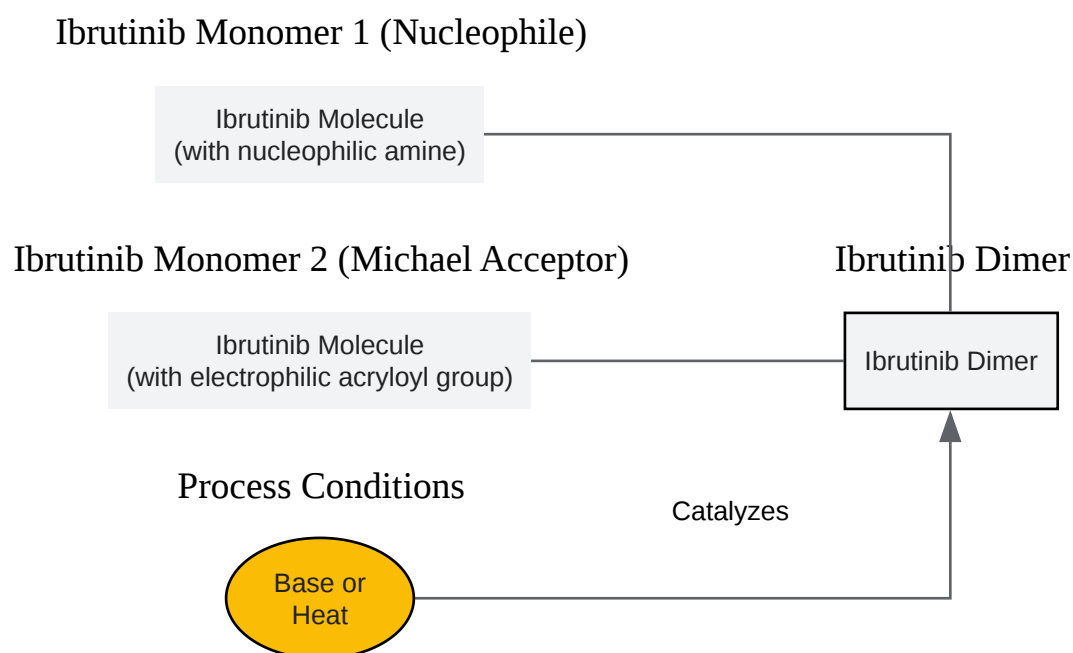 Ibrutinib Monomer 1 (Nucleophile)
Ibrutinib Molecule
(with nucleophilic amine)
Ibrutinib Monomer 2 (Michael Acceptor)
Ibrutinib Dimer
Ibrutinib Molecule
(with electrophilic acryloyl group)
Ibrutinib Dimer
Process Conditions
Catalyzes
Base or
Heat